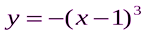 y = −(x − 1)³